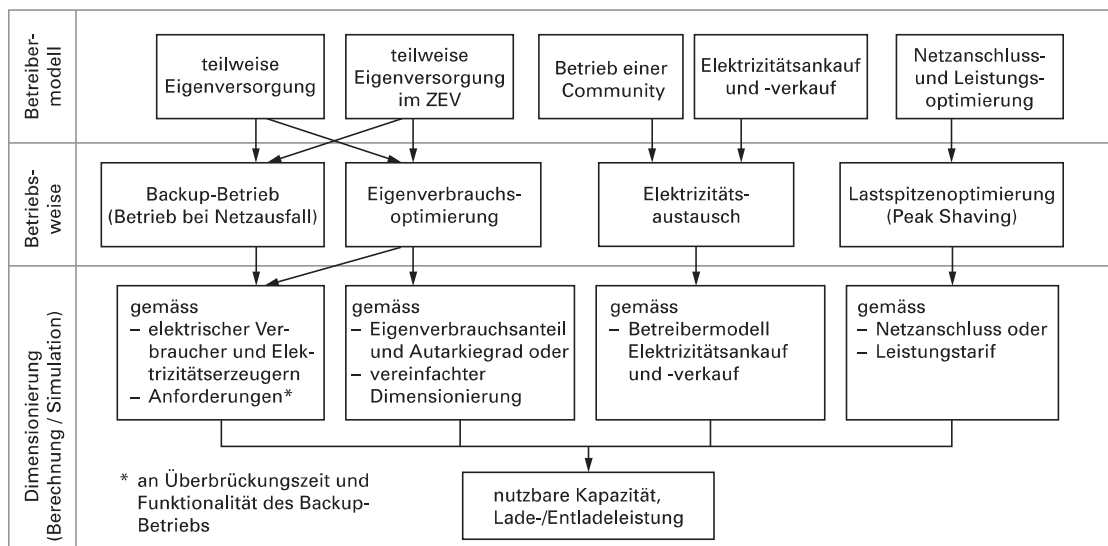 Betreiber-
modell
teilweise
Eigenversorgung
teilweise
Eigenversorgung
im ZEV
Betrieb einer
Community
Elektrizitätsankauf
und -verkauf
Netzanschluss-
und Leistungs-
optimierung
Betriebs-
weise
Backup-Betrieb
(Betrieb bei Netzausfall)
Eigenverbrauchs-
optimierung
Elektrizitäts-
austausch
Lastspitzenoptimierung
(Peak Shaving)
Dimensionierung
(Berechnung / Simulation)
gemäss
– elektrischer Ver-
braucher und Elek-
trizitätserzeugern
– Anforderungen*
gemäss
– Eigenverbrauchsanteil
und Autarkiegrad oder
– vereinfachter
Dimensionierung
gemäss
– Betreibermodell
Elektrizitätsankauf
und -verkauf
gemäss
– Netzanschluss oder
– Leistungstarif
* an Überbrückungszeit und
Funktionalität des Backup-
Betriebs
nutzbare Kapazität,
Lade-/Entladeleistung